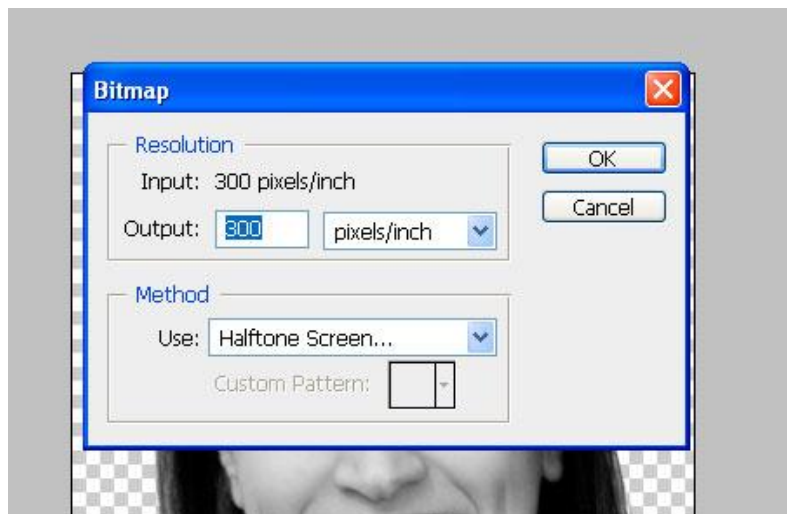 Bitmap
Resolution
Input: 300 pixels/inch
Output: 300 pixels/inch
OK
Cancel
Method
Use: Halftone Screen...
Custom Pattern: